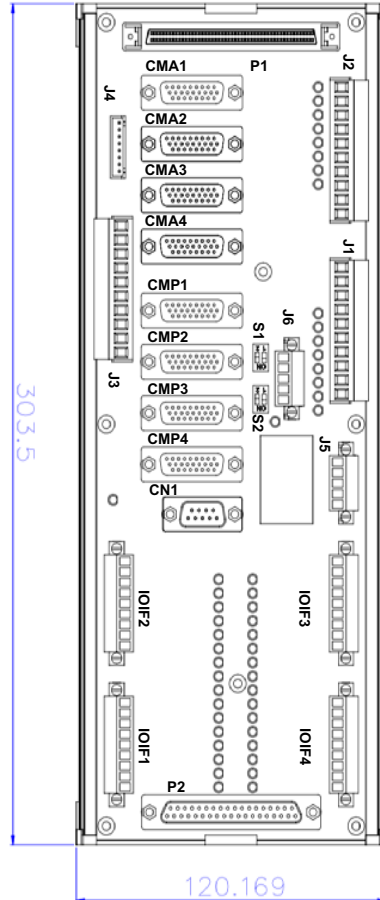 CMA1
P1
J2
J4
CMA2
CMA3
CMA4
J1
CMP1
J6
S1
CMP2
J3
303.5
CMP3
S2
CMP4
J5
CN1
IOIF2
IOIF3
IOIF1
IOIF4
P2
120.169